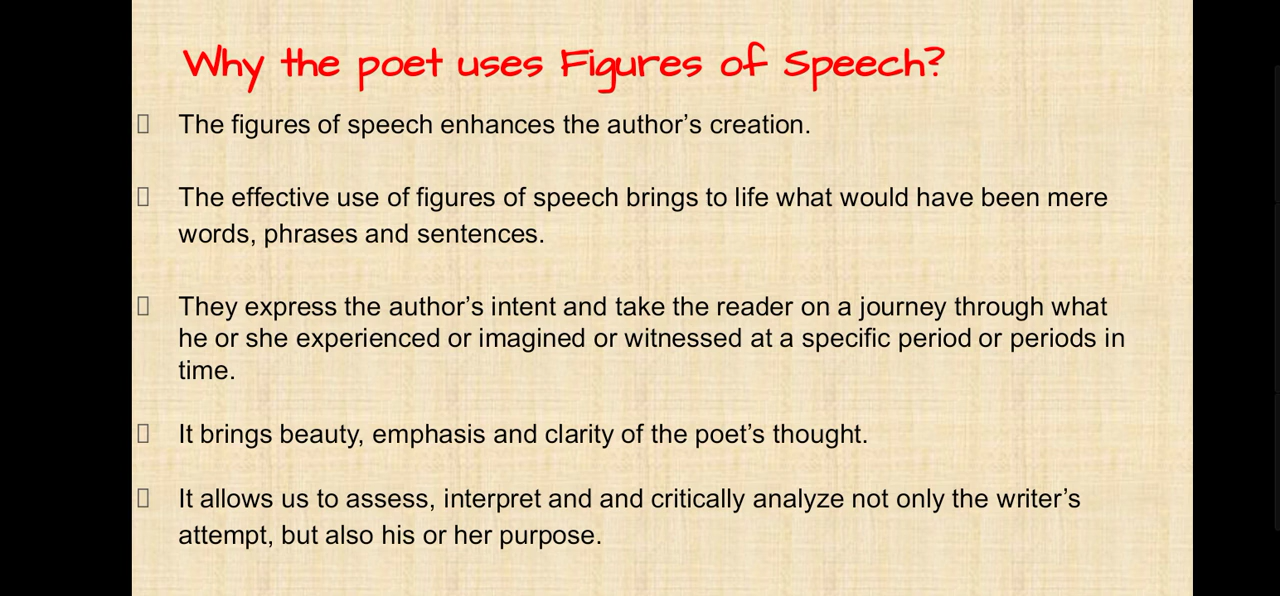 Why the poet uses Figures of Speech?
The figures of speech enhances the author’s creation.
The effective use of figures of speech brings to life what would have been mere
words, phrases and sentences.
They express the author’s intent and take the reader on a journey through what
he or she experienced or imagined or witnessed at a specific period or periods in
time.
It brings beauty, emphasis and clarity of the poet’s thought.
It allows us to assess, interpret and and critically analyze not only the writer’s
attempt, but also his or her purpose.